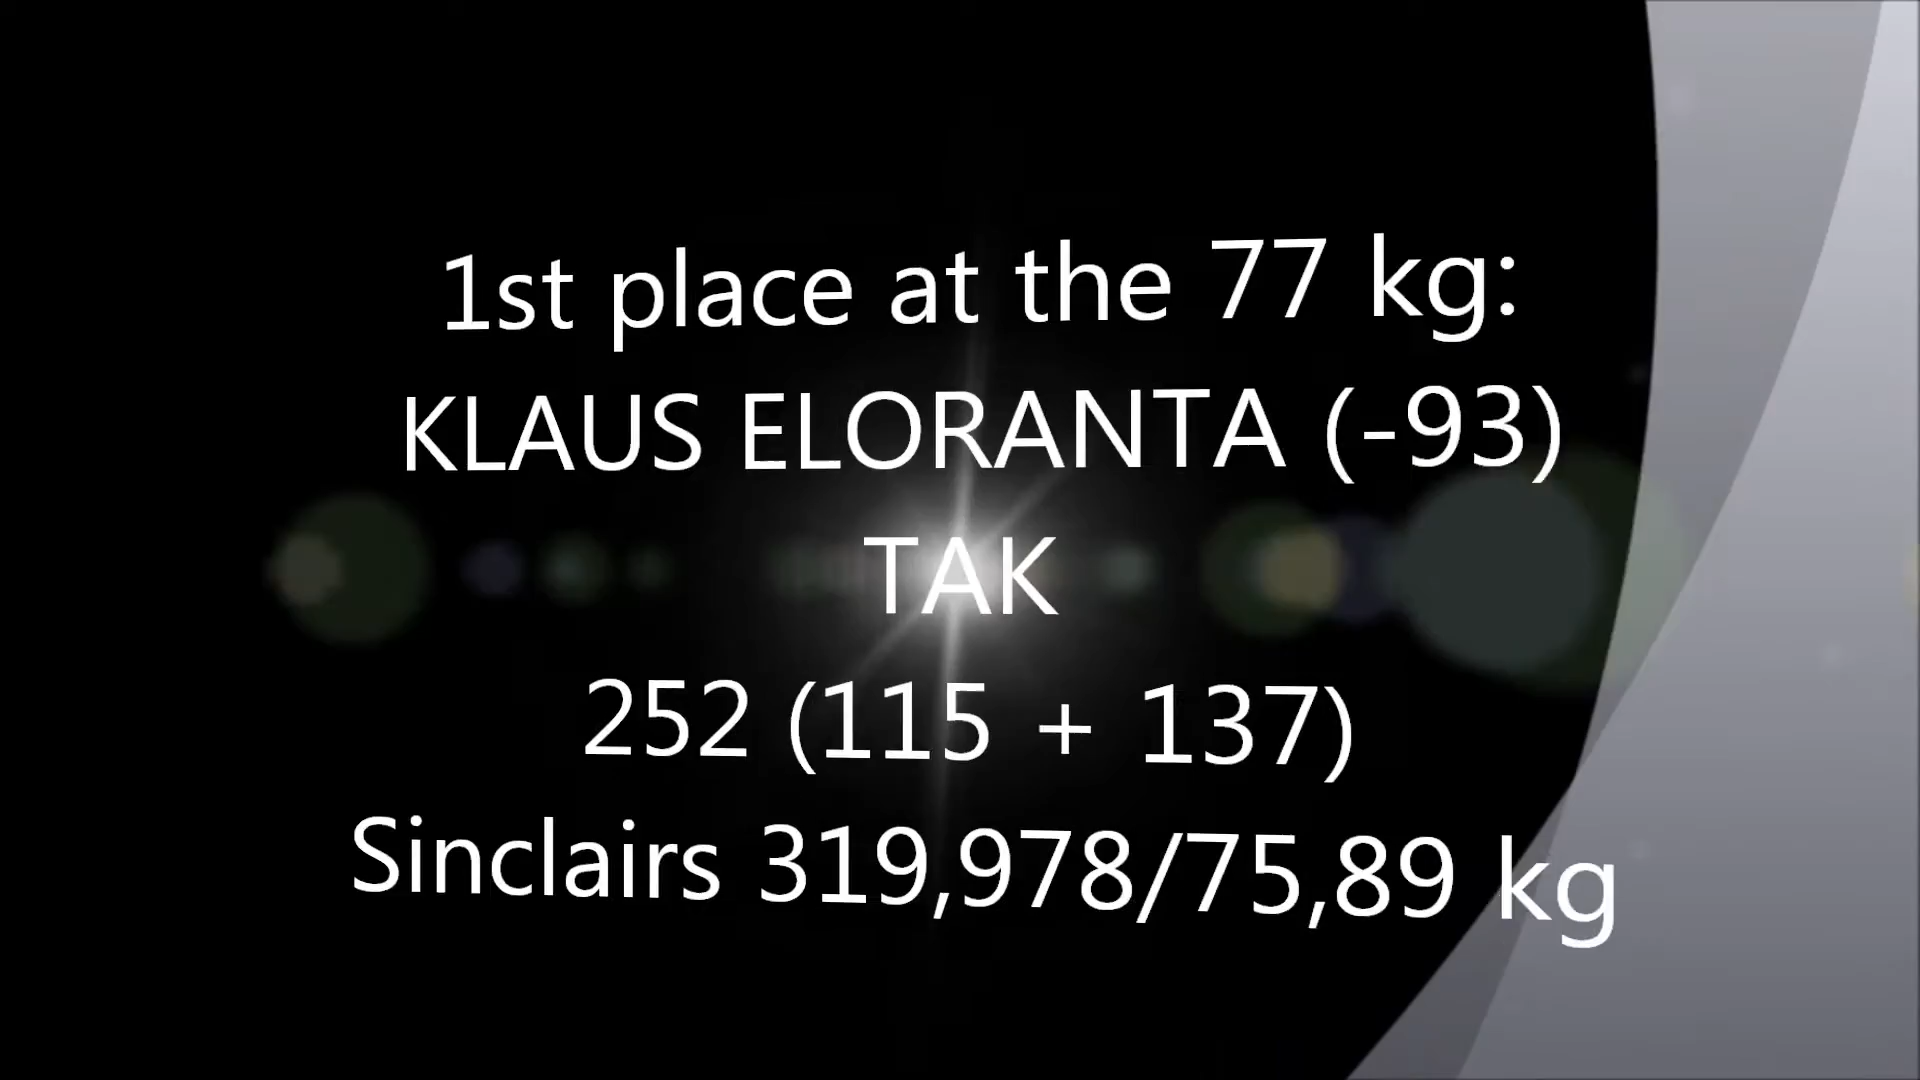 1st place at the 77 kg:
KLAUS ELORANTA (-93)
TAK
252 (115 + 137)
Sinclairs 319,978/75,89 kg